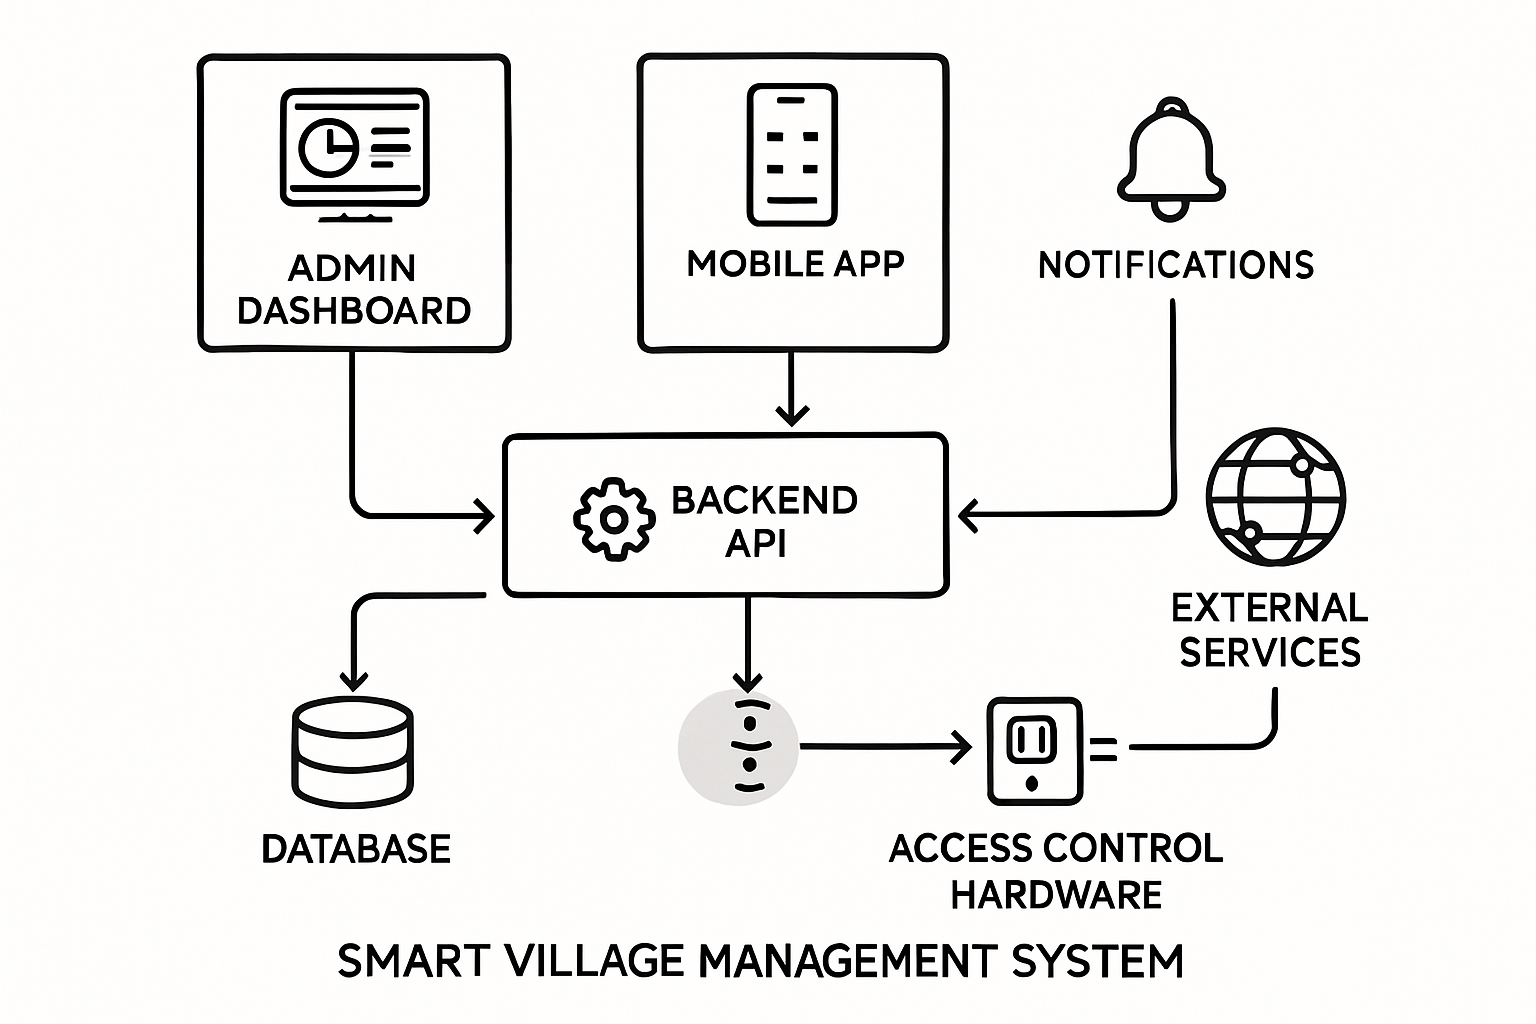 ADMIN
DASHBOARD
MOBILE APP
NOTIFICATIONS
BACKEND
API
EXTERNAL
SERVICES
DATABASE
ACCESS CONTROL
HARDWARE
SMART VILLAGE MANAGEMENT SYSTEM